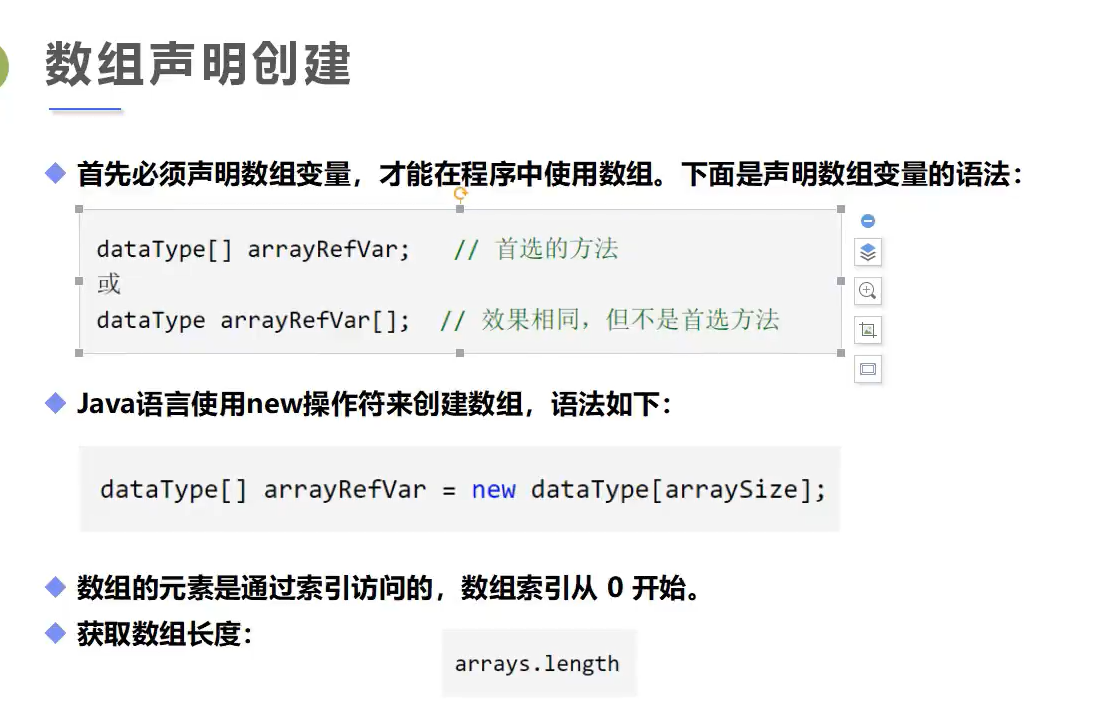 数组声明创建
首先必须声明数组变量，才能在程序中使用数组。下面是声明数组变量的语法：
dataType[] arrayRefVar;   // 首选的方法
或
dataType arrayRefVar[];  // 效果相同，但不是首选方法
Java语言使用new操作符来创建数组，语法如下：
dataType[] arrayRefVar = new dataType[arraySize];
数组的元素是通过索引访问的，数组索引从 0 开始。
获取数组长度：
arrays.length